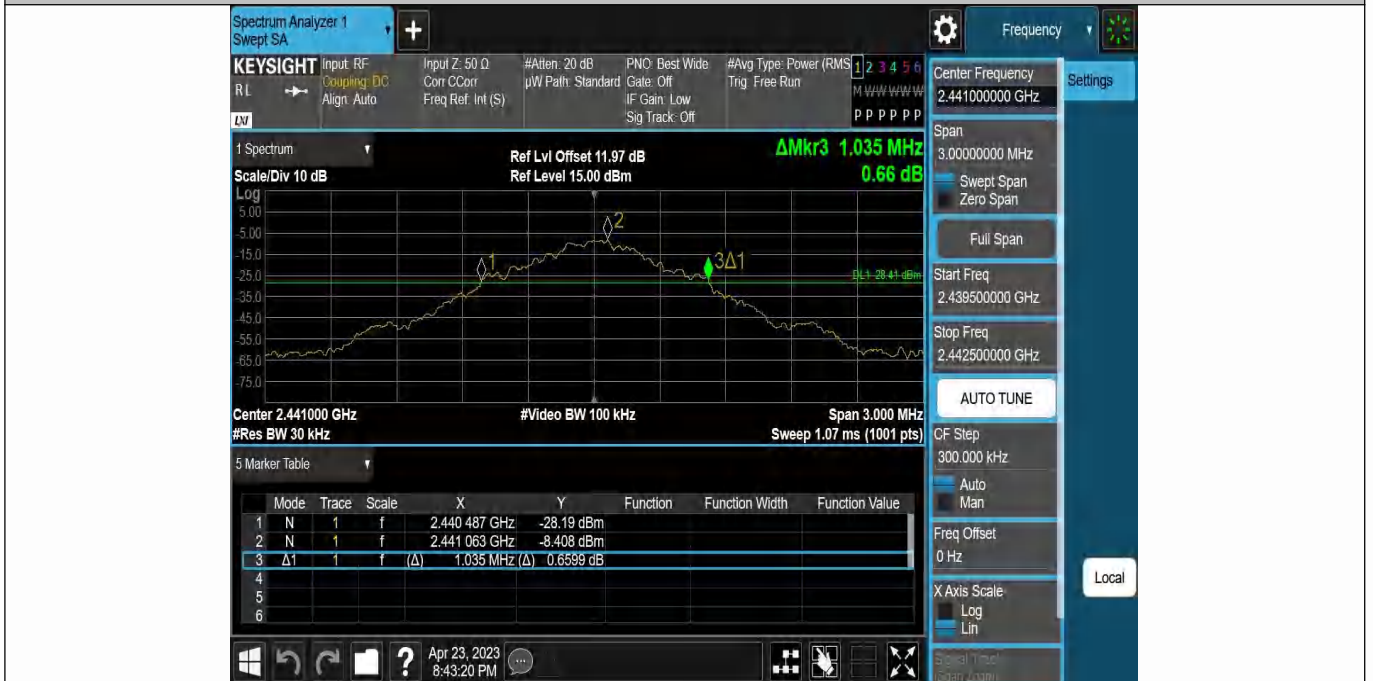 Spectrum Analyzer 1
Swept SA
+
Frequency
KEYSIGHT
RL
LXI
Input: RF
Coupling: DC
Align: Auto
Input Z: 50 Ω
Corr CCorr
Freq Ref: Int (S)
#Atten: 20 dB
µW Path: Standard
PNO: Best Wide
Gate: Off
IF Gain: Low
Sig Track: Off
#Avg Type: Power (RMS
Trig: Free Run
1 2 3 4 5 6
M W W W W W
P P P P P P
1 Spectrum
Scale/Div 10 dB
Ref Lvl Offset 11.97 dB
Ref Level 15.00 dBm
ΔMkr3 1.035 MHz
0.66 dB
Log
5.00
-5.00
-15.0
-25.0
-35.0
-45.0
-55.0
-65.0
-75.0
1
2
3Δ1
DL1 -28.41 dBm
Center 2.441000 GHz
#Video BW 100 kHz
Span 3.000 MHz
#Res BW 30 kHz
Sweep 1.07 ms (1001 pts)
5 Marker Table
Mode Trace Scale X Y Function Function Width Function Value
1 N 1 f 2.440 487 GHz -28.19 dBm
2 N 1 f 2.441 063 GHz -8.408 dBm
3 Δ1 1 f (Δ) 1.035 MHz (Δ) 0.6599 dB
4
5
6
Apr 23, 2023
8:43:20 PM
?
Center Frequency
2.441000000 GHz
Settings
Span
3.00000000 MHz
Swept Span
Zero Span
Full Span
Start Freq
2.439500000 GHz
Stop Freq
2.442500000 GHz
AUTO TUNE
CF Step
300.000 kHz
Auto
Man
Freq Offset
0 Hz
X Axis Scale
Log
Lin
Local
Signal Track
(Span Zoom)